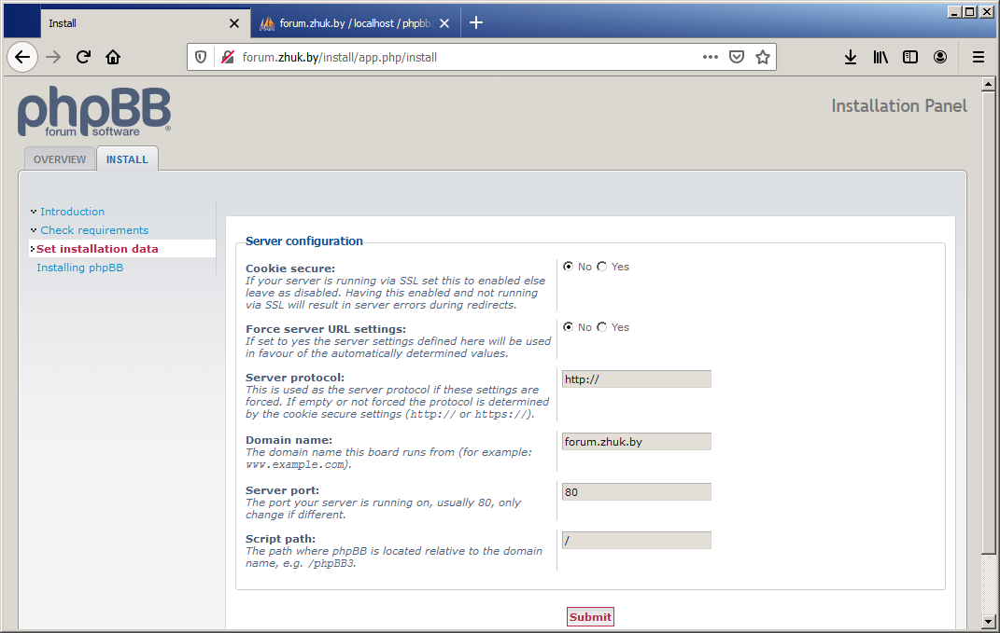 Install
forum.zhuk.by / localhost / phpbb
forum.zhuk.by/install/app.php/install
phpBB
forum software
®
Installation Panel
OVERVIEW
INSTALL
Introduction
Check requirements
Set installation data
Installing phpBB
Server configuration
Cookie secure:
If your server is running via SSL set this to enabled else
leave as disabled. Having this enabled and not running
via SSL will result in server errors during redirects.
No Yes
Force server URL settings:
If set to yes the server settings defined here will be used
in favour of the automatically determined values.
No Yes
Server protocol:
This is used as the server protocol if these settings are
forced. If empty or not forced the protocol is determined
by the cookie secure settings (http:// or https://).
http://
Domain name:
The domain name this board runs from (for example:
www.example.com).
forum.zhuk.by
Server port:
The port your server is running on, usually 80, only
change if different.
80
Script path:
The path where phpBB is located relative to the domain
name, e.g. /phpBB3.
/
Submit